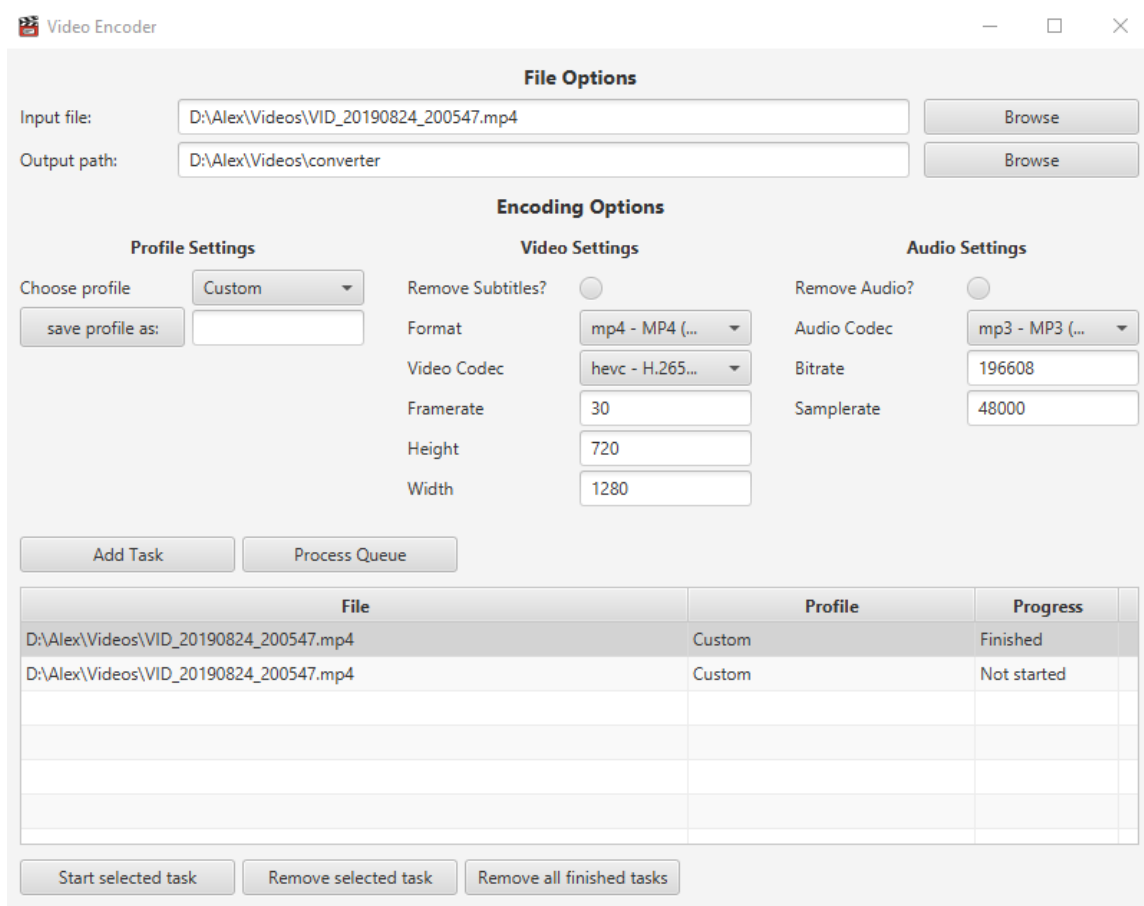 Video Encoder
File Options
Input file: D:\Alex\Videos\VID_20190824_200547.mp4 Browse
Output path: D:\Alex\Videos\converter Browse
Encoding Options
Profile Settings Video Settings Audio Settings
Choose profile Custom Remove Subtitles? Remove Audio?
save profile as: Format mp4 - MP4 (... Audio Codec mp3 - MP3 (...
Video Codec hevc - H.265... Bitrate 196608
Framerate 30 Samplerate 48000
Height 720
Width 1280
Add Task Process Queue
File Profile Progress
D:\Alex\Videos\VID_20190824_200547.mp4 Custom Finished
D:\Alex\Videos\VID_20190824_200547.mp4 Custom Not started
Start selected task Remove selected task Remove all finished tasks